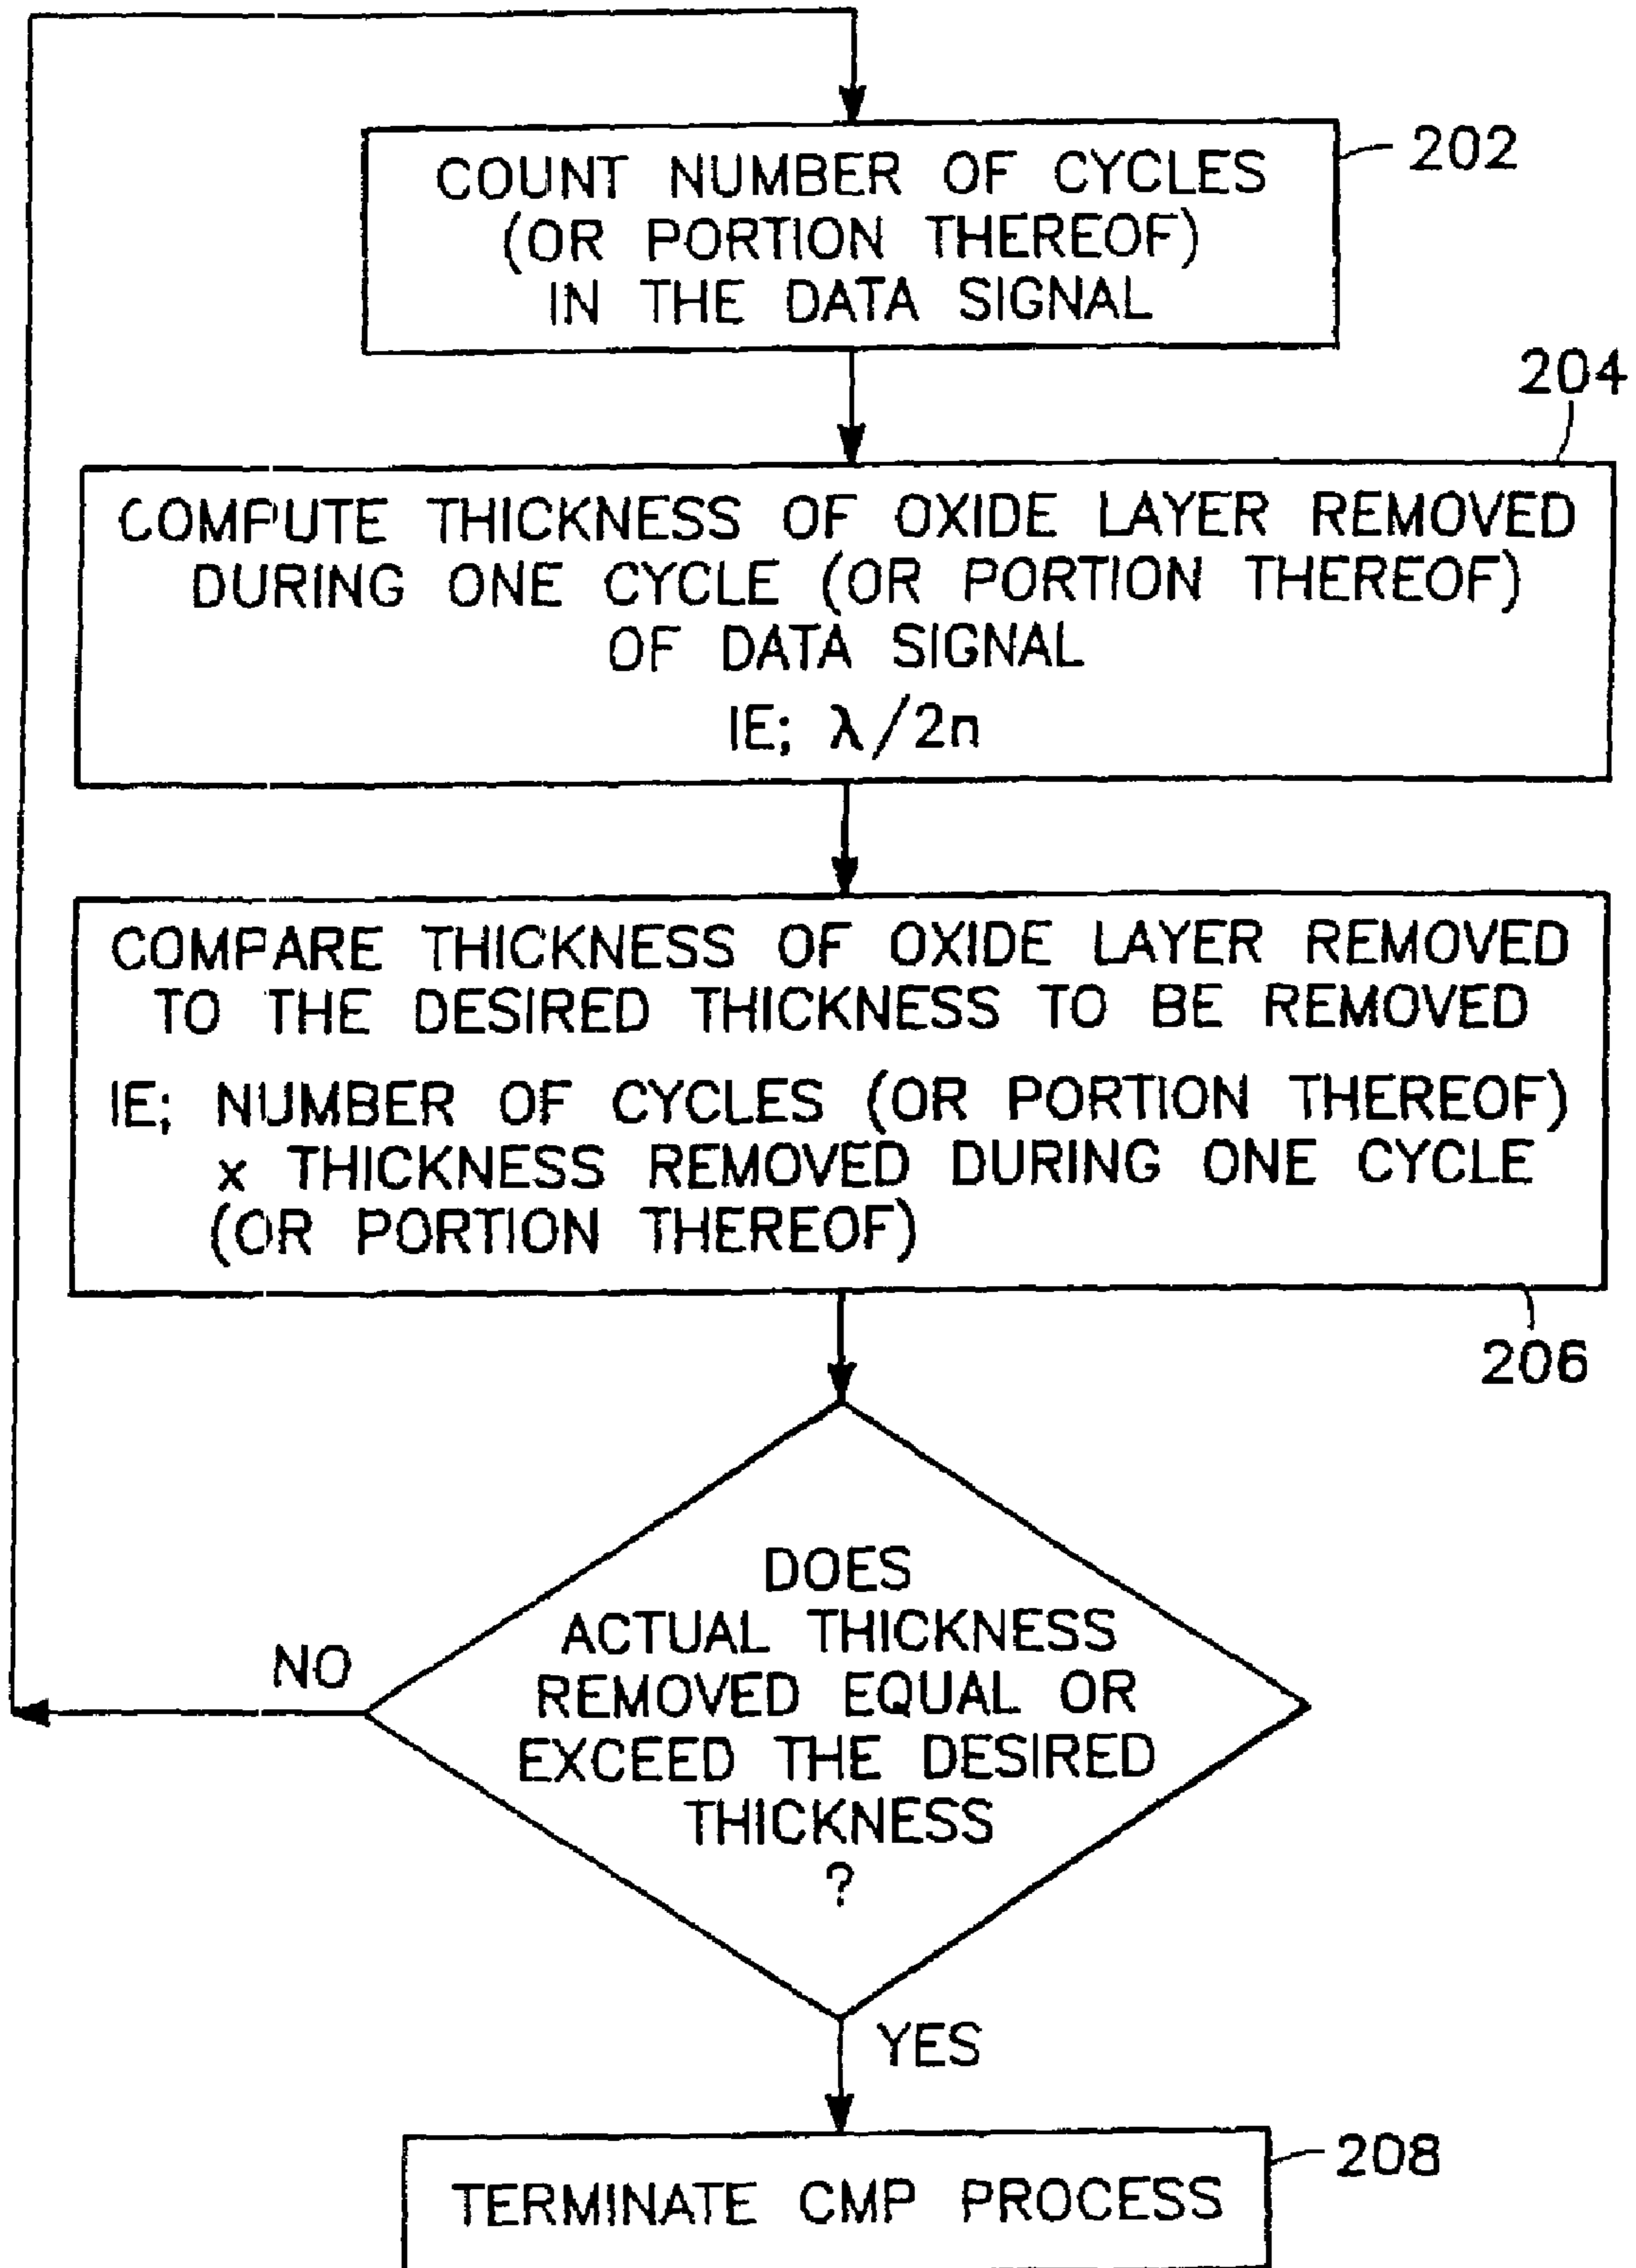 COUNT NUMBER OF CYCLES
(OR PORTION THEREOF)
IN THE DATA SIGNAL
202
204
COMPUTE THICKNESS OF OXIDE LAYER REMOVED
DURING ONE CYCLE (OR PORTION THEREOF)
OF DATA SIGNAL
IE; λ/2n
COMPARE THICKNESS OF OXIDE LAYER REMOVED
TO THE DESIRED THICKNESS TO BE REMOVED
IE; NUMBER OF CYCLES (OR PORTION THEREOF)
x THICKNESS REMOVED DURING ONE CYCLE
(OR PORTION THEREOF)
206
DOES
ACTUAL THICKNESS
REMOVED EQUAL OR
EXCEED THE DESIRED
THICKNESS
?
NO
YES
208
TERMINATE CMP PROCESS